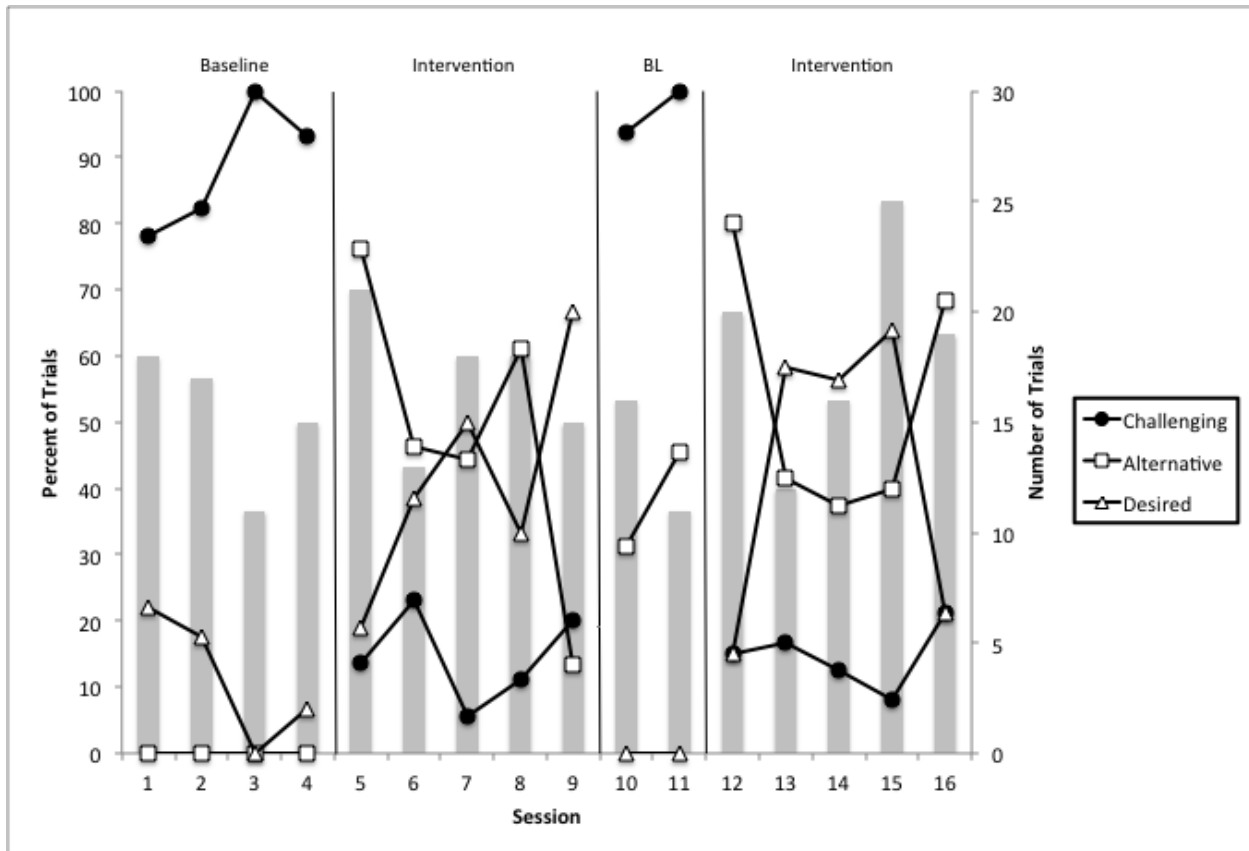 Baseline Intervention BL Intervention
100 30
90
80 25
70 20
60
50 15
40
30 10
20 5
10
0 0
Percent of Trials
Number of Trials
Challenging
Alternative
Desired
1 2 3 4 5 6 7 8 9 10 11 12 13 14 15 16
Session